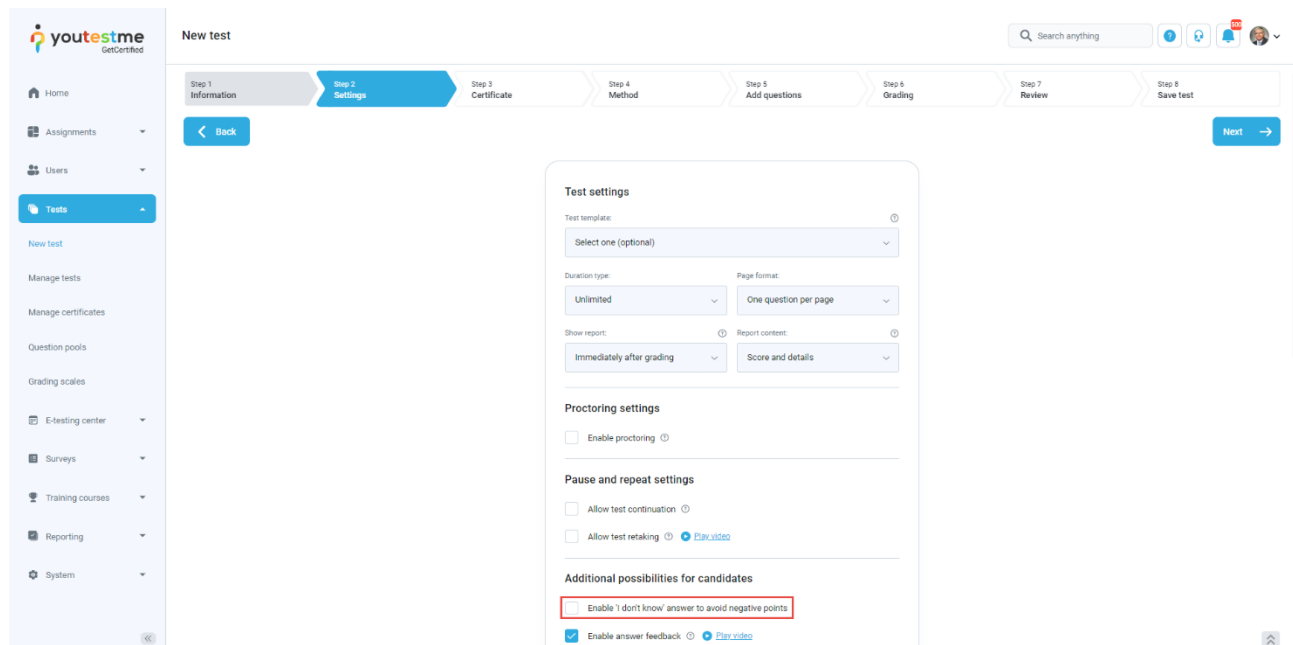 youtestme
GetCertified
New test
Search anything
500
Home
Assignments
Users
Tests
New test
Manage tests
Manage certificates
Question pools
Grading scales
E-testing center
Surveys
Training courses
Reporting
System
Step 1
Information
Step 2
Settings
Step 3
Certificate
Step 4
Method
Step 5
Add questions
Step 6
Grading
Step 7
Review
Step 8
Save test
Back
Next
Test settings
Test template:
Select one (optional)
Duration type: Page format:
Unlimited One question per page
Show report: Report content:
Immediately after grading Score and details
Proctoring settings
Enable proctoring
Pause and repeat settings
Allow test continuation
Allow test retaking Play video
Additional possibilities for candidates
Enable 'I don't know' answer to avoid negative points
Enable answer feedback Play video